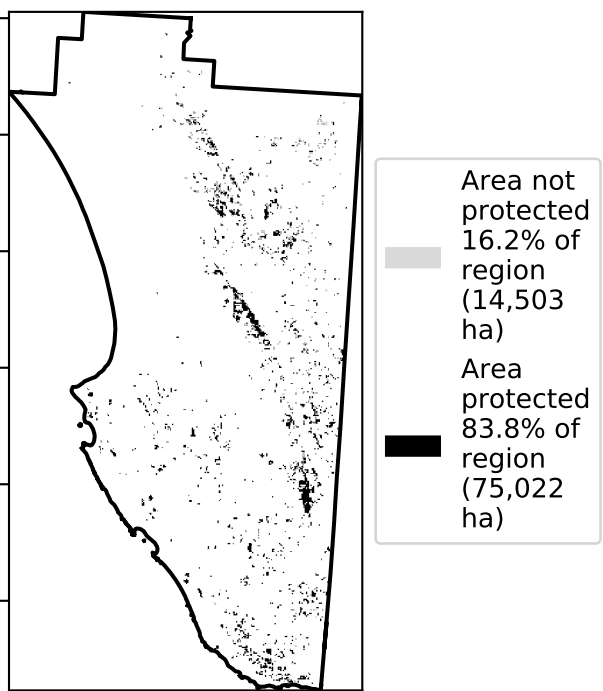 Area not
protected
16.2% of
region
(14,503
ha)
Area
protected
83.8% of
region
(75,022
ha)